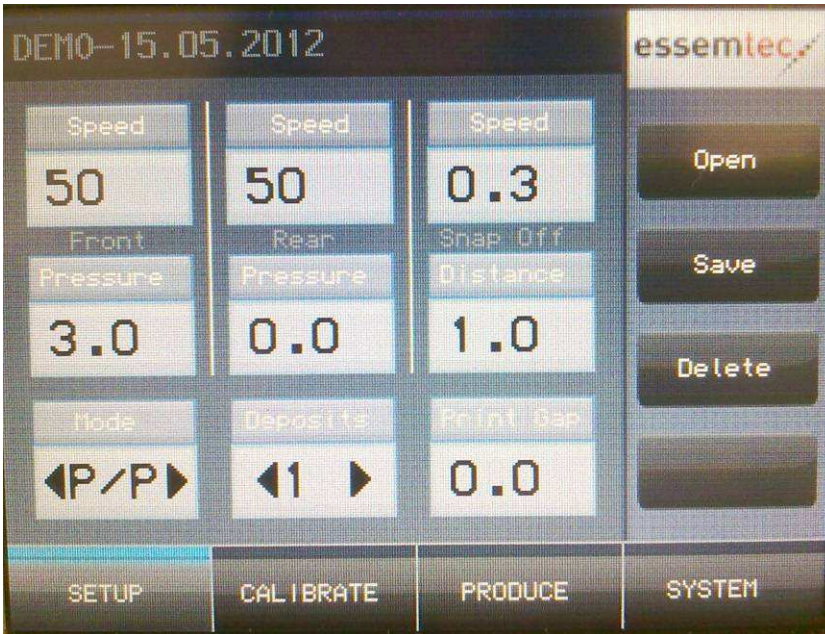 DEMO-15.05.2012
essemtec
Speed Speed Speed
50 50 0.3
Front Rear Snap Off
Pressure Pressure Distance
3.0 0.0 1.0
Mode Deposits Print Gap
P/P 1 0.0
Open
Save
Delete
SETUP CALIBRATE PRODUCE SYSTEM